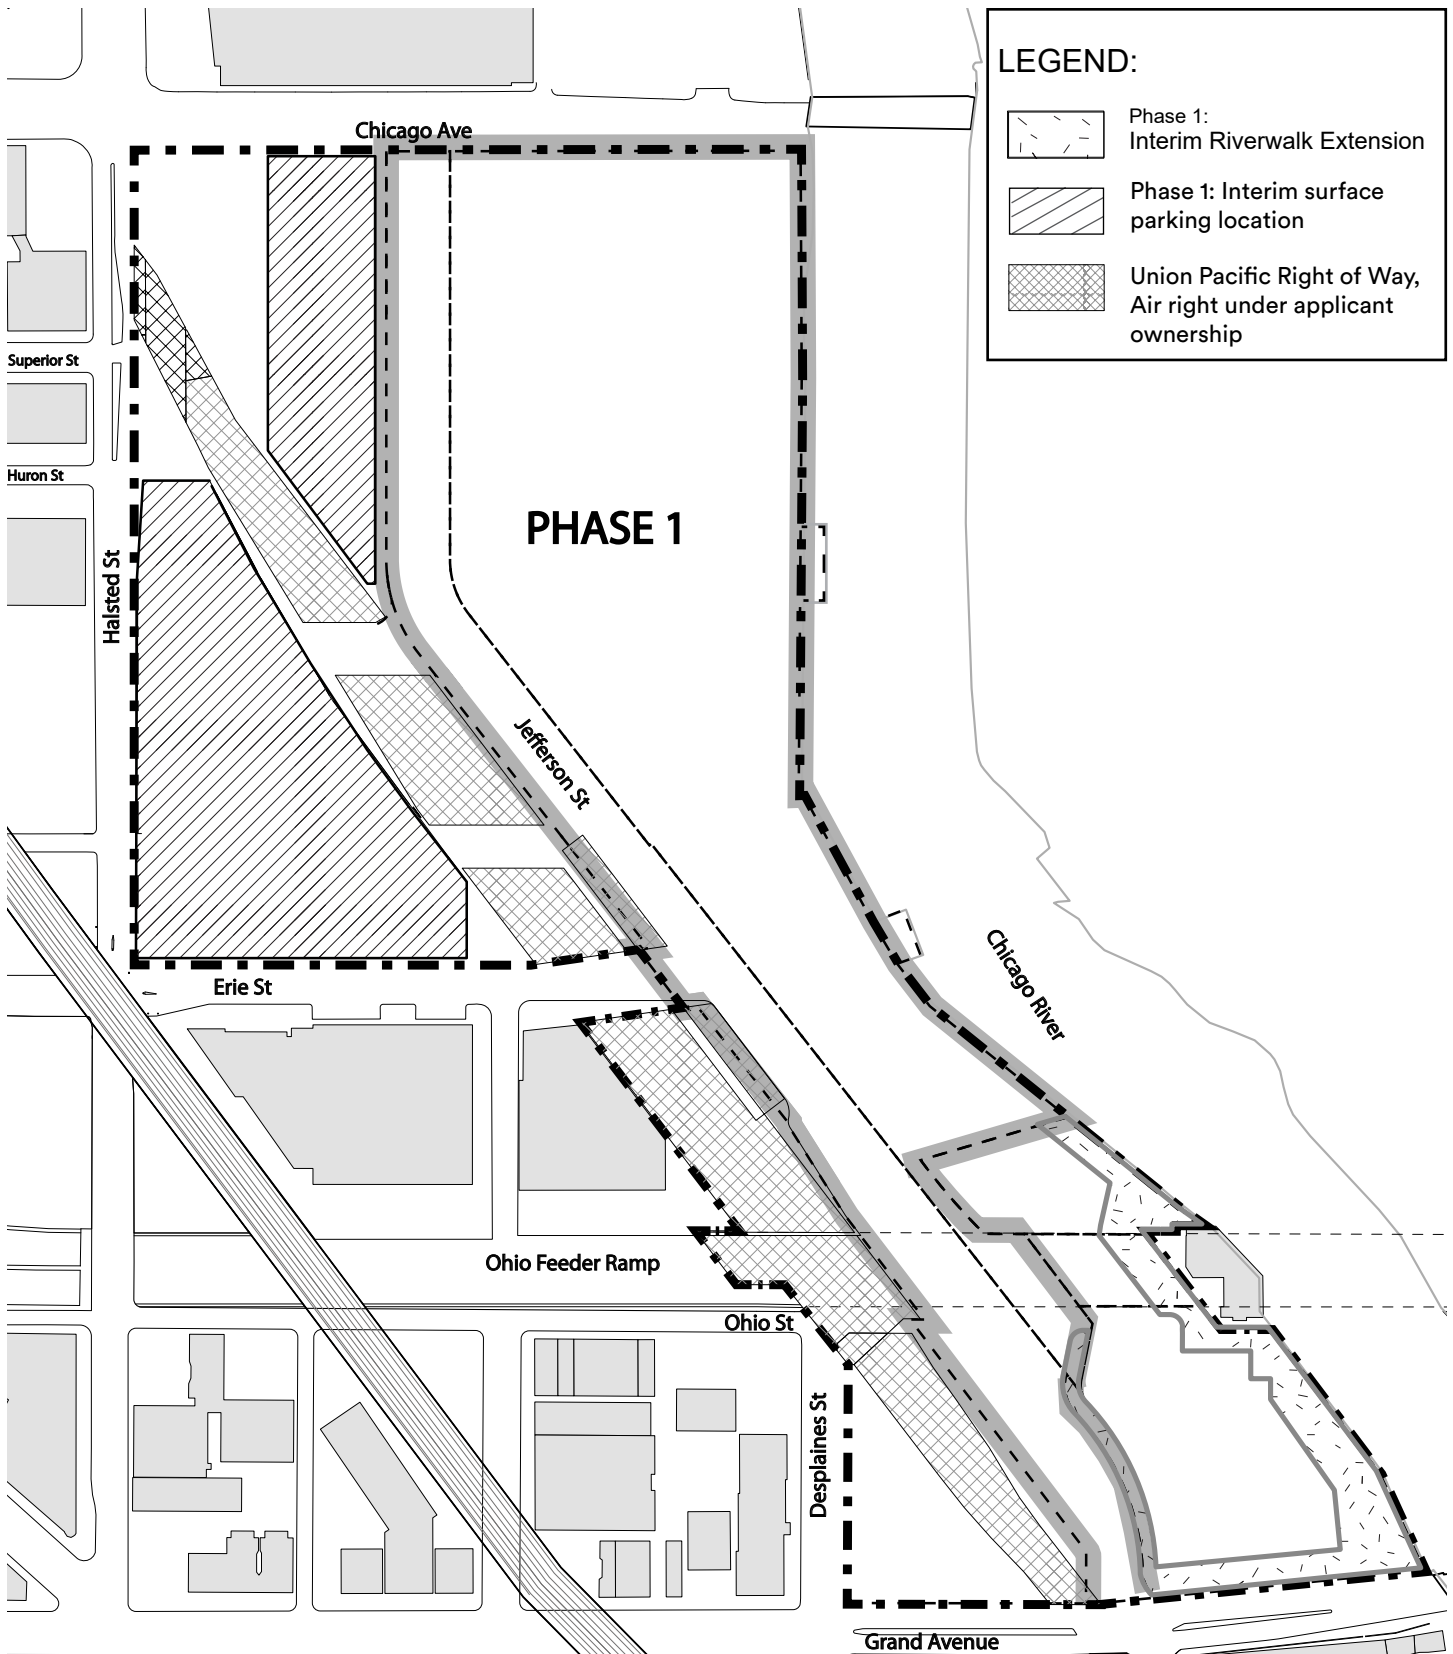 LEGEND:
Phase 1:
Interim Riverwalk Extension
Phase 1: Interim surface
parking location
Union Pacific Right of Way,
Air right under applicant
ownership
Chicago Ave
Superior St
Huron St
Halsted St
PHASE 1
Jefferson St
Chicago River
Erie St
Ohio Feeder Ramp
Ohio St
Desplaines St
Grand Avenue